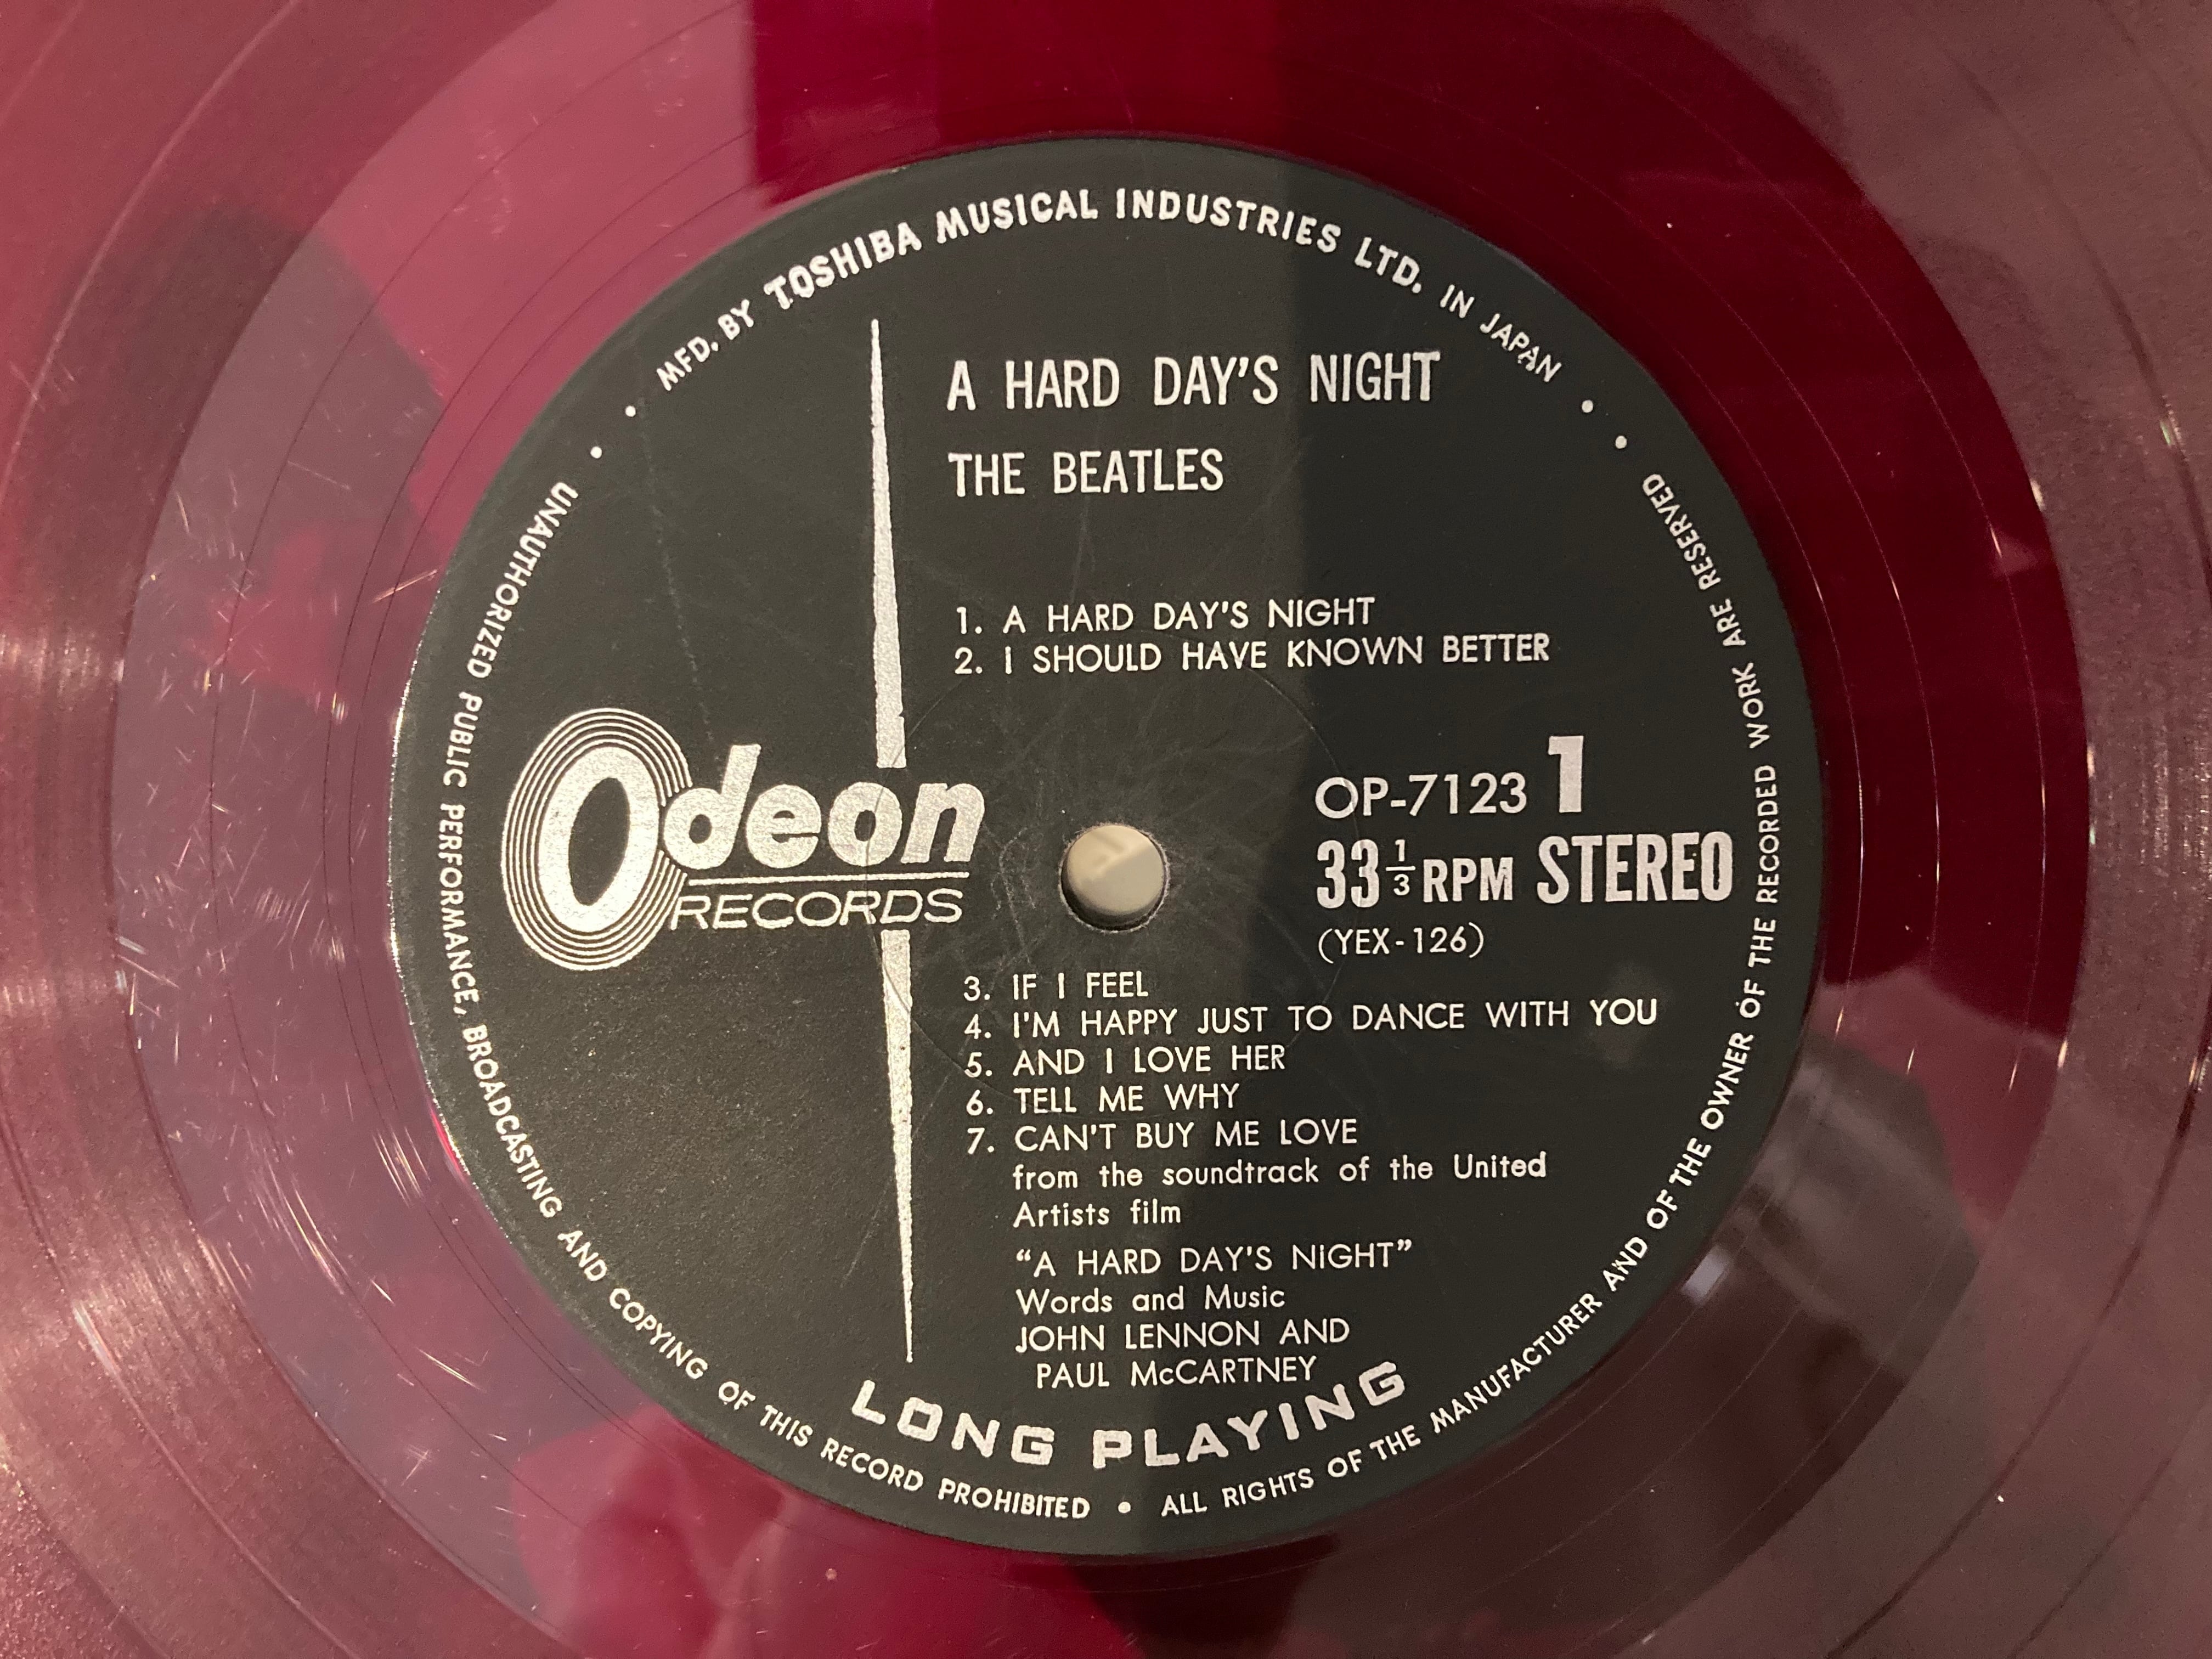 MFD. BY TOSHIBA MUSICAL INDUSTRIES LTD. IN JAPAN
A HARD DAY'S NIGHT
THE BEATLES
1. A HARD DAY'S NIGHT
2. I SHOULD HAVE KNOWN BETTER
Odeon
RECORDS
OP-7123 1
33 1/3 RPM STEREO
(YEX-126)
3. IF I FEEL
4. I'M HAPPY JUST TO DANCE WITH YOU
5. AND I LOVE HER
6. TELL ME WHY
7. CAN'T BUY ME LOVE
from the soundtrack of the United
Artists film
“A HARD DAY'S NIGHT”
Words and Music
JOHN LENNON AND
PAUL McCARTNEY
LONG PLAYING
UNAUTHORIZED PUBLIC PERFORMANCE, BROADCASTING AND COPYING OF THIS RECORD PROHIBITED • ALL RIGHTS OF THE MANUFACTURER AND OF THE OWNER OF THE RECORDED WORK ARE RESERVED